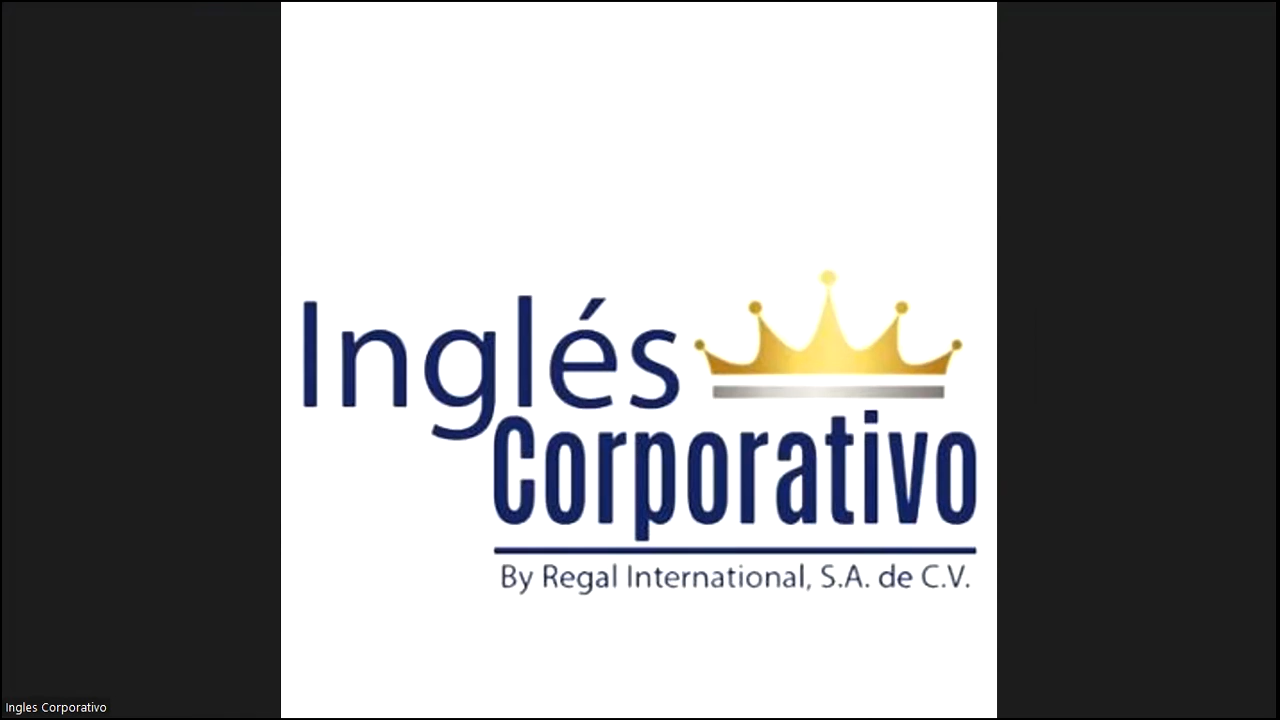 Inglés
Corporativo
By Regal International, S.A. de C.V.
Ingles Corporativo